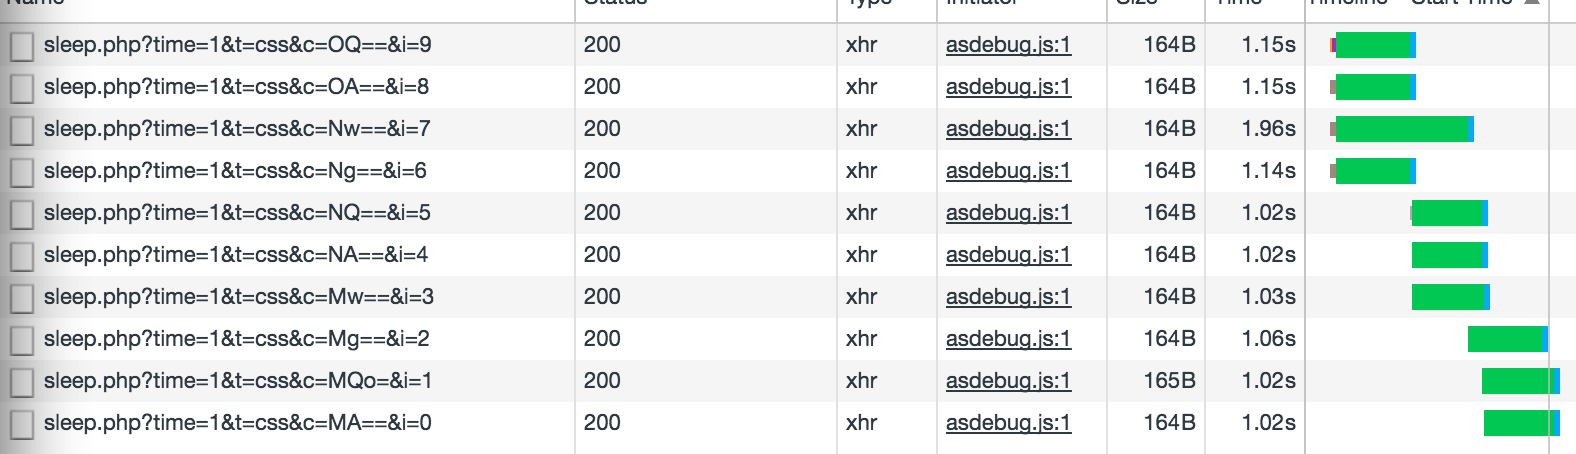 Name Status Type Initiator Size Time Timeline – Start Time
sleep.php?time=1&t=css&c=OQ==&i=9 200 xhr asdebug.js:1 164B 1.15s
sleep.php?time=1&t=css&c=OA==&i=8 200 xhr asdebug.js:1 164B 1.15s
sleep.php?time=1&t=css&c=Nw==&i=7 200 xhr asdebug.js:1 164B 1.96s
sleep.php?time=1&t=css&c=Ng==&i=6 200 xhr asdebug.js:1 164B 1.14s
sleep.php?time=1&t=css&c=NQ==&i=5 200 xhr asdebug.js:1 164B 1.02s
sleep.php?time=1&t=css&c=NA==&i=4 200 xhr asdebug.js:1 164B 1.02s
sleep.php?time=1&t=css&c=Mw==&i=3 200 xhr asdebug.js:1 164B 1.03s
sleep.php?time=1&t=css&c=Mg==&i=2 200 xhr asdebug.js:1 164B 1.06s
sleep.php?time=1&t=css&c=MQo=&i=1 200 xhr asdebug.js:1 165B 1.02s
sleep.php?time=1&t=css&c=MA==&i=0 200 xhr asdebug.js:1 164B 1.02s